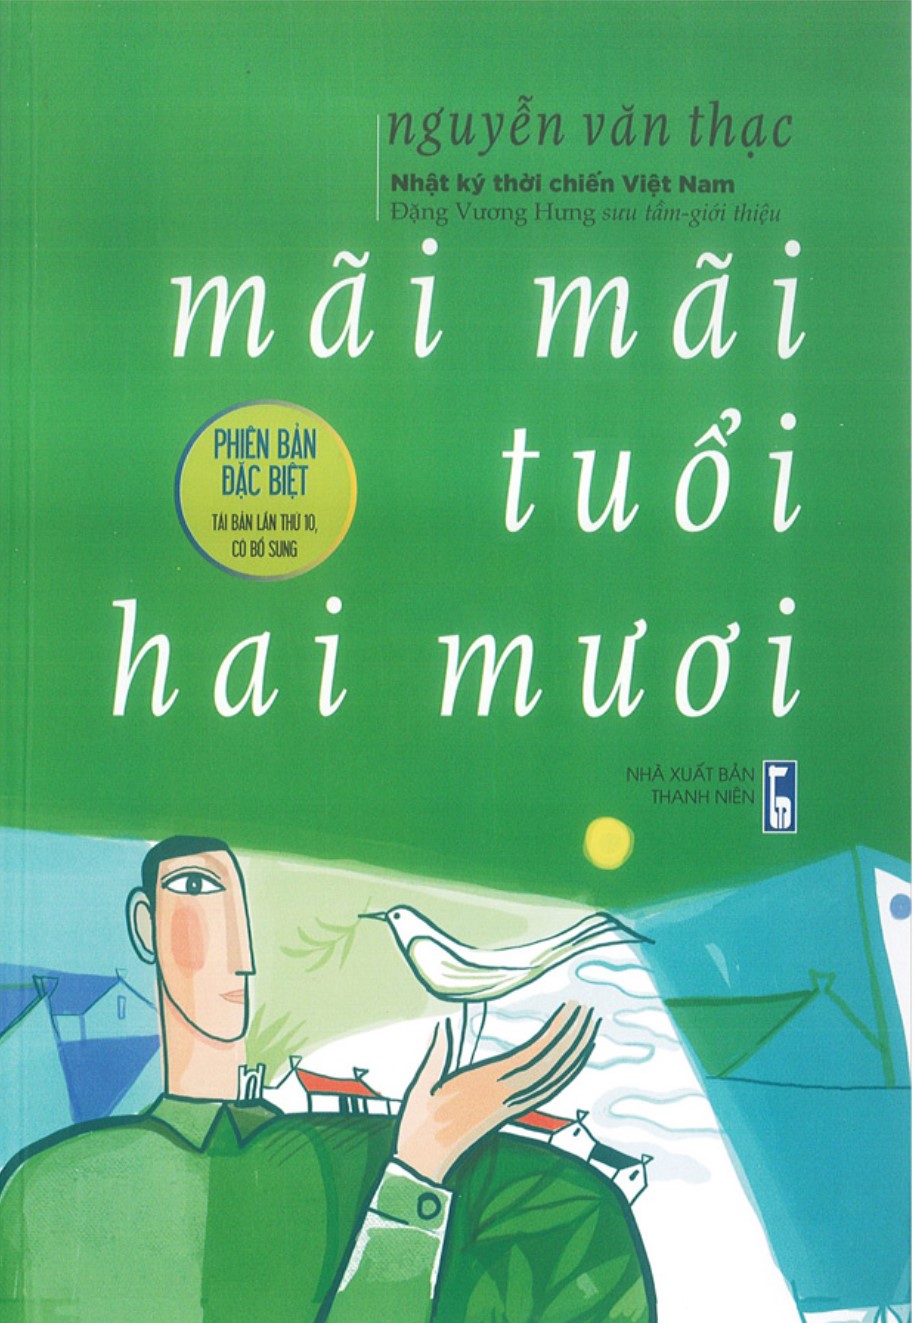 nguyễn văn thạc
Nhật ký thời chiến Việt Nam
Đặng Vương Hưng sưu tầm-giới thiệu
mãi mãi
tuổi
hai mươi
PHIÊN BẢN
ĐẶC BIỆT
TÁI BẢN LẦN THỨ 10,
CÓ BỔ SUNG
NHÀ XUẤT BẢN
THANH NIÊN